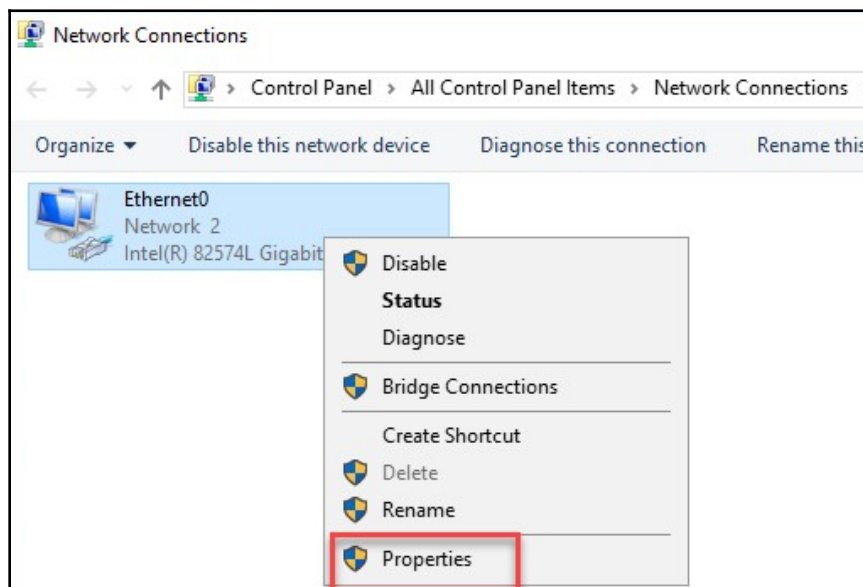 Network Connections
Control Panel › All Control Panel Items › Network Connections
Organize Disable this network device Diagnose this connection Rename this
Ethernet0
Network 2
Intel(R) 82574L Gigabit
Disable
Status
Diagnose
Bridge Connections
Create Shortcut
Delete
Rename
Properties